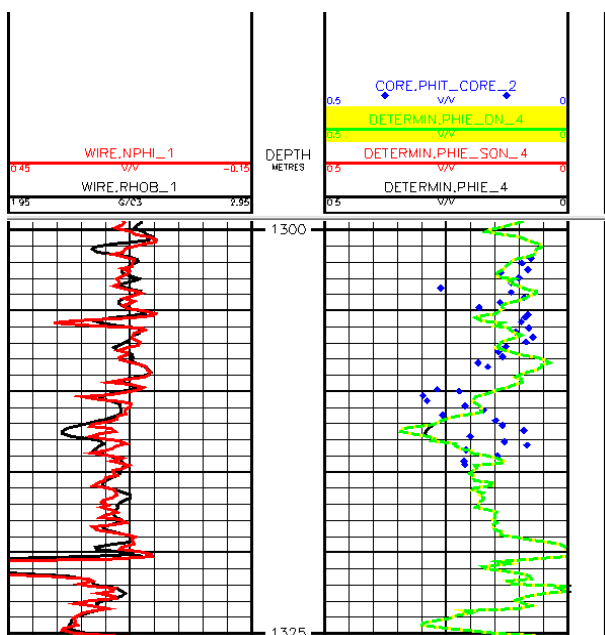 CORE.PHIT_CORE_2
0.5 V/V 0
DETERMIN.PHIE_DN_4
0.5 V/V 0
WIRE.NPHI_1
0.45 V/V -0.15
DEPTH
METRES
DETERMIN.PHIE_SON_4
0.5 V/V 0
WIRE.RHOB_1
1.95 G/C3 2.95
DETERMIN.PHIE_4
0.5 V/V 0
1300
1325